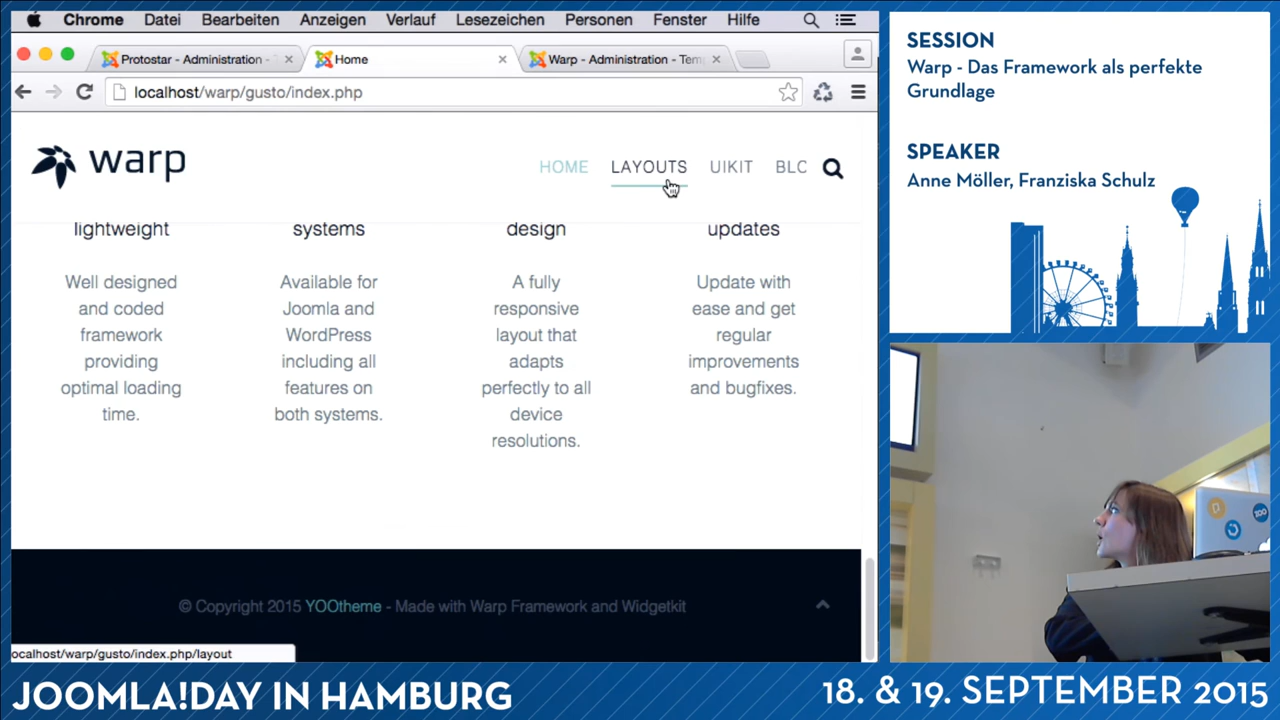 Chrome Datei Bearbeiten Anzeigen Verlauf Lesezeichen Personen Fenster Hilfe
Protostar - Administration - Home Warp - Administration - Tem
localhost/warp/gusto/index.php
warp HOME LAYOUTS UIKIT BLC
lightweight
Well designed
and coded
framework
providing
optimal loading
time.
systems
Available for
Joomla and
WordPress
including all
features on
both systems.
design
A fully
responsive
layout that
adapts
perfectly to all
device
resolutions.
updates
Update with
ease and get
regular
improvements
and bugfixes.
© Copyright 2015 YOOtheme - Made with Warp Framework and Widgetkit
ocalhost/warp/gusto/index.php/layout
SESSION
Warp - Das Framework als perfekte
Grundlage
SPEAKER
Anne Möller, Franziska Schulz
ZOO
JOOMLA!DAY IN HAMBURG
18. & 19. SEPTEMBER 2015